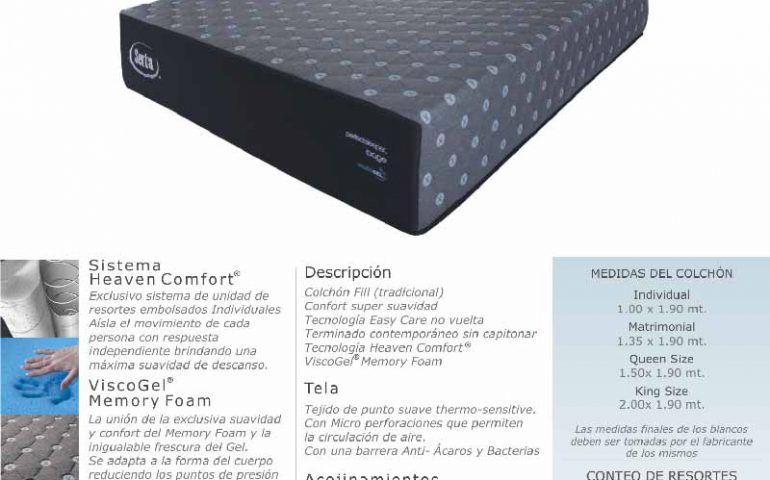 Serta
Sistema
Heaven Comfort®
Exclusivo sistema de unidad de
resortes embolsados Individuales
Aísla el movimiento de cada
persona con respuesta
independiente brindando una
máxima suavidad de descanso.
ViscoGel®
Memory Foam
La unión de la exclusiva suavidad
y confort del Memory Foam y la
inigualable frescura del Gel.
Se adapta a la forma del cuerpo
reduciendo los puntos de presión
Descripción
Colchón Fill (tradicional)
Confort super suavidad
Tecnología Easy Care no vuelta
Terminado contemporáneo sin capitonar
Tecnología Heaven Comfort®
ViscoGel® Memory Foam
Tela
Tejido de punto suave thermo-sensitive.
Con Micro perforaciones que permiten
la circulación de aire.
Con una barrera Anti- Ácaros y Bacterias
Acojinamientos
MEDIDAS DEL COLCHÓN
Individual
1.00 x 1.90 mt.
Matrimonial
1.35 x 1.90 mt.
Queen Size
1.50x 1.90 mt.
King Size
2.00x 1.90 mt.
Las medidas finales de los blancos
deben ser tomadas por el fabricante
de los mismos
CONTEO DE RESORTES